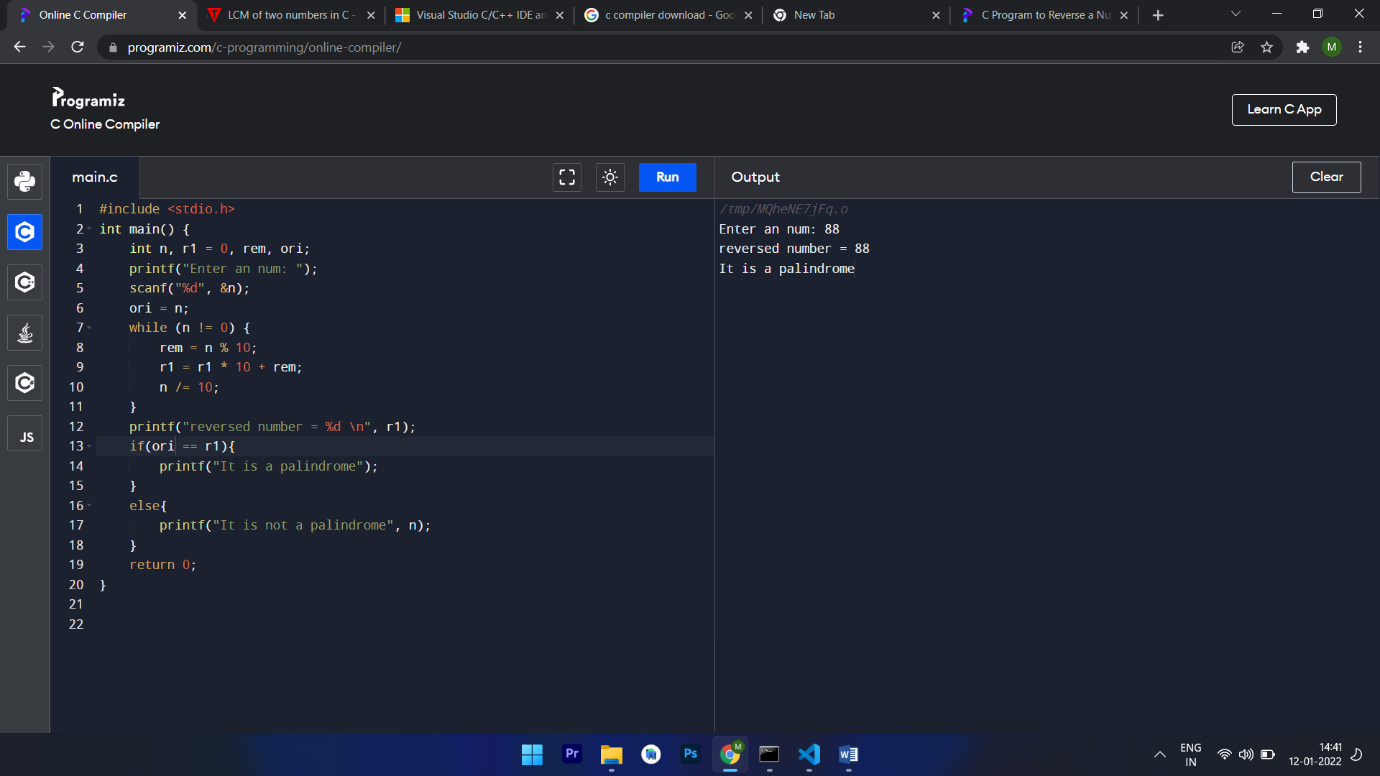 Online C Compiler
LCM of two numbers in C -
Visual Studio C/C++ IDE an
c compiler download - Goo
New Tab
C Program to Reverse a Nu
programiz.com/c-programming/online-compiler/
M
Programiz
C Online Compiler
Learn C App
main.c
Run
Output
Clear
1 #include <stdio.h>
2 int main() {
3 int n, r1 = 0, rem, ori;
4 printf("Enter an num: ");
5 scanf("%d", &n);
6 ori = n;
7 while (n != 0) {
8 rem = n % 10;
9 r1 = r1 * 10 + rem;
10 n /= 10;
11 }
12 printf("reversed number = %d \n", r1);
13 if(ori == r1){
14 printf("It is a palindrome");
15 }
16 else{
17 printf("It is not a palindrome", n);
18 }
19 return 0;
20 }
21
22
/tmp/MQheNE7jFq.o
Enter an num: 88
reversed number = 88
It is a palindrome
JS
Pr
Ps
M
ENG
IN
14:41
12-01-2022